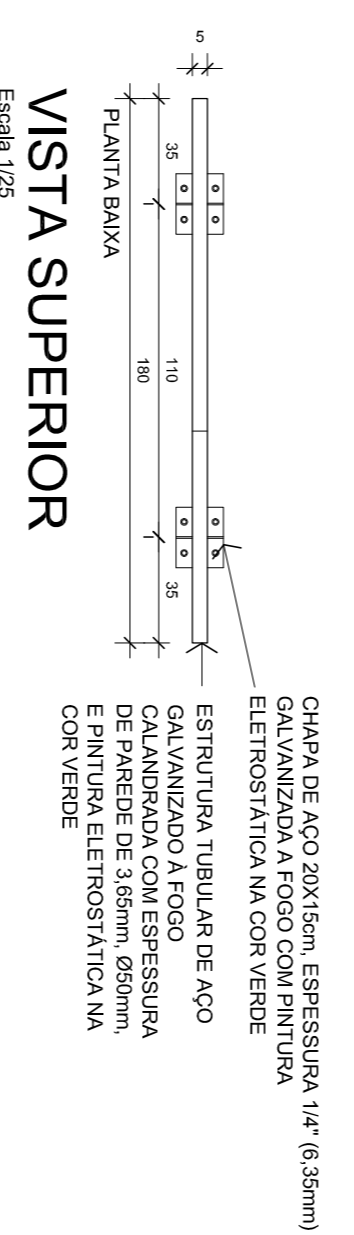 CHAPA DE AÇO 20X15cm, ESPESSURA 1/4" (6,35mm)
GALVANIZADA A FOGO COM PINTURA
ELETROSTÁTICA NA COR VERDE
ESTRUTURA TUBULAR DE AÇO
GALVANIZADO À FOGO
CALANDRADA COM ESPESSURA
DE PAREDE DE 3,65mm, Ø50mm,
E PINTURA ELETROSTÁTICA NA
COR VERDE
5
35
110
35
180
PLANTA BAIXA
VISTA SUPERIOR
Escala 1/25